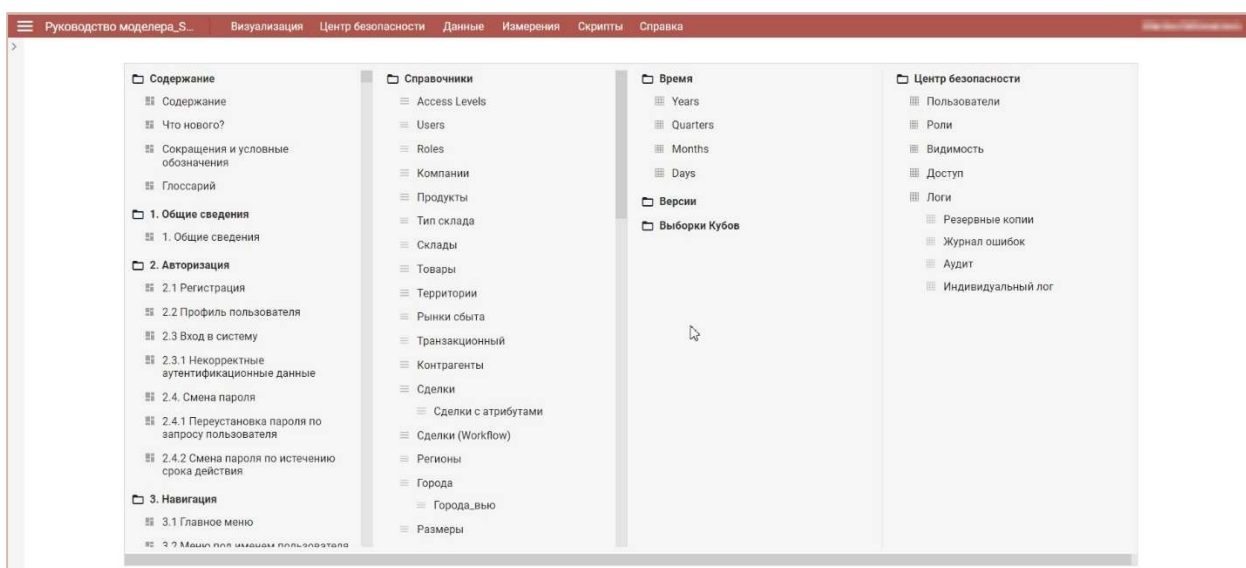 Руководство моделера_S...
Визуализация
Центр безопасности
Данные
Измерения
Скрипты
Справка
Содержание
Содержание
Что нового?
Сокращения и условные
обозначения
Глоссарий
1. Общие сведения
1. Общие сведения
2. Авторизация
2.1 Регистрация
2.2 Профиль пользователя
2.3 Вход в систему
2.3.1 Некорректные
аутентификационные данные
2.4. Смена пароля
2.4.1 Переустановка пароля по
запросу пользователя
2.4.2 Смена пароля по истечению
срока действия
3. Навигация
3.1 Главное меню
3.2 Меню под именем пользователя
Справочники
Access Levels
Users
Roles
Компании
Продукты
Тип склада
Склады
Товары
Территории
Рынки сбыта
Транзакционный
Контрагенты
Сделки
Сделки с атрибутами
Сделки (Workflow)
Регионы
Города
Города_вью
Размеры
Время
Years
Quarters
Months
Days
Версии
Выборки Кубов
Центр безопасности
Пользователи
Роли
Видимость
Доступ
Логи
Резервные копии
Журнал ошибок
Аудит
Индивидуальный лог